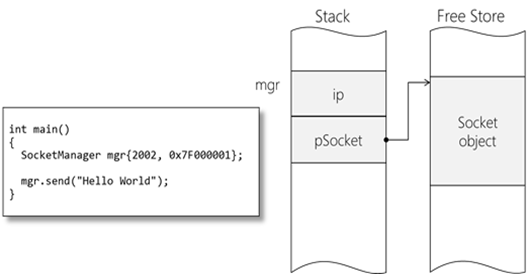 Stack
Free Store
mgr
ip
pSocket
Socket
object
int main()
{
  SocketManager mgr{2002, 0x7F000001};
  mgr.send("Hello World");
}